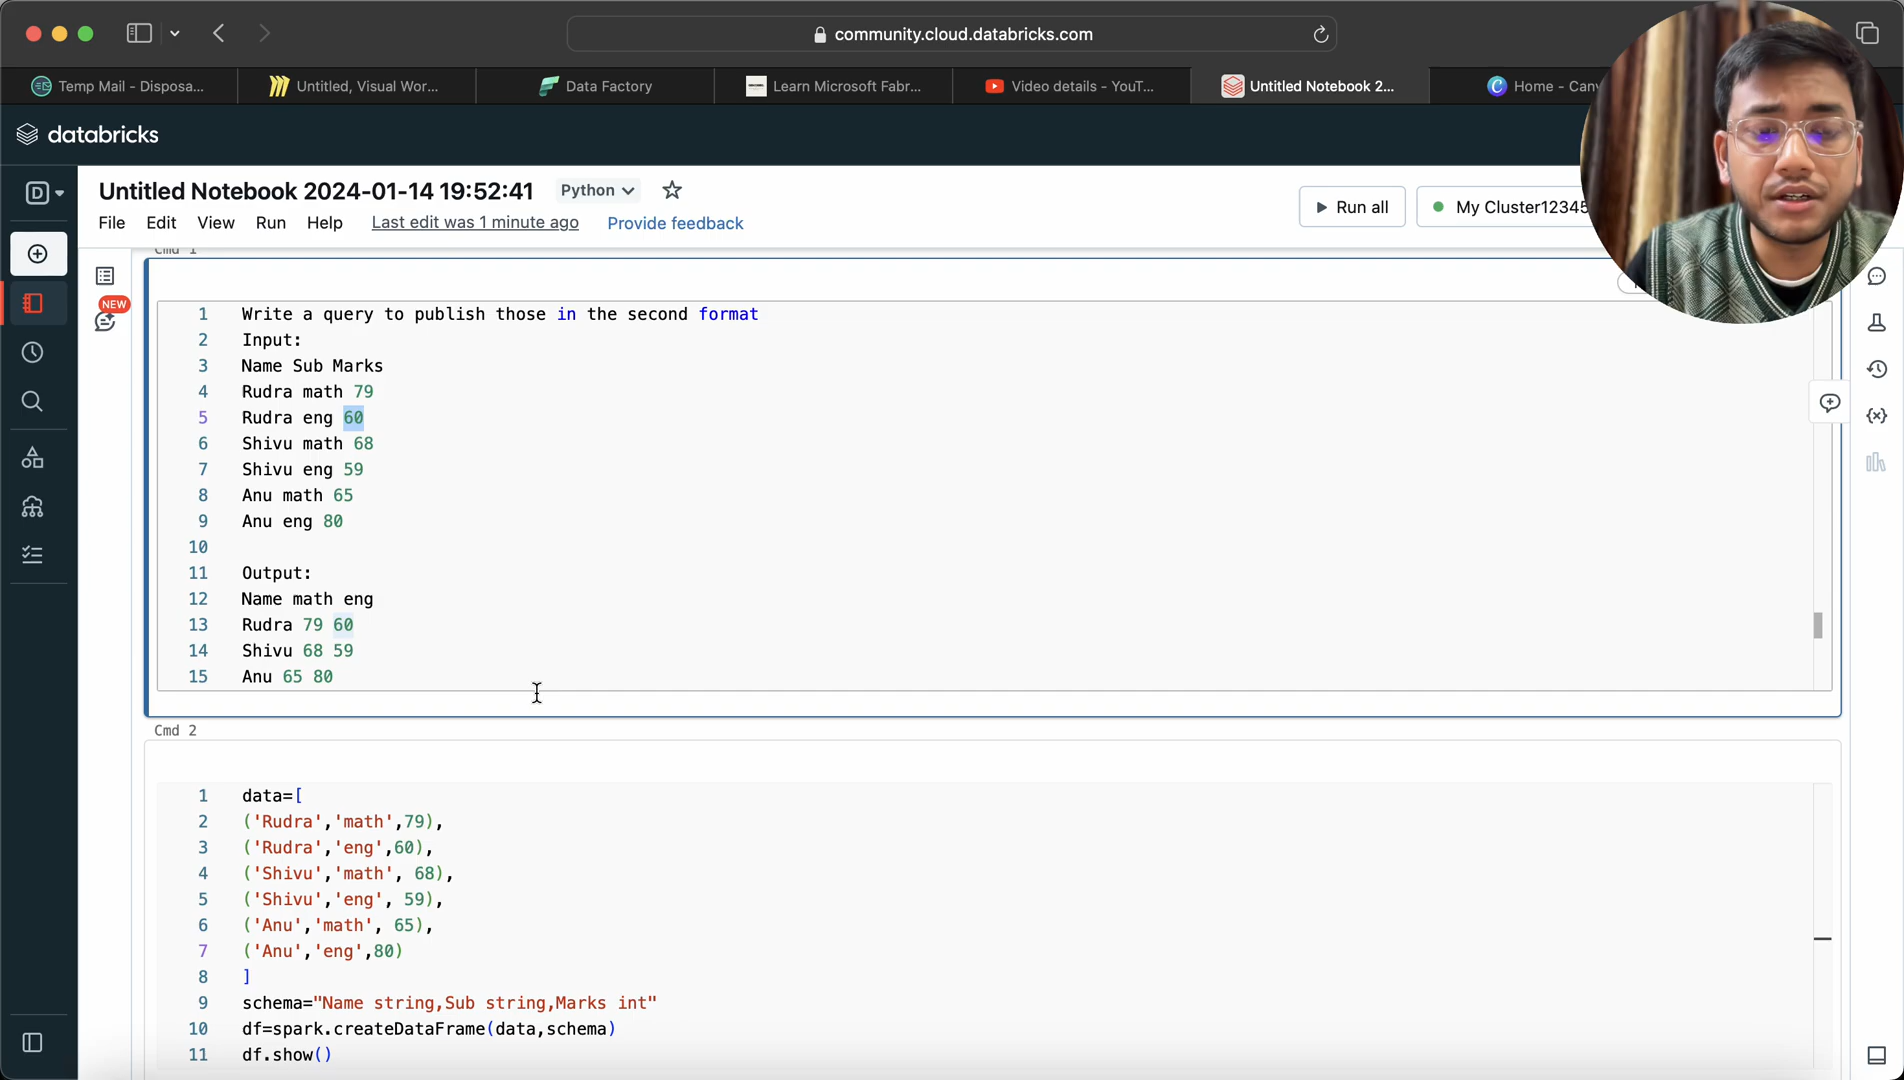 community.cloud.databricks.com
Temp Mail - Disposa...
Untitled, Visual Wor...
Data Factory
Learn Microsoft Fabr...
Video details - YouT...
Untitled Notebook 2...
Home - Canv
databricks
D
Untitled Notebook 2024-01-14 19:52:41
Python
Run all
My Cluster12345
File Edit View Run Help Last edit was 1 minute ago Provide feedback
NEW
Cmd 1
1 Write a query to publish those in the second format
2 Input:
3 Name Sub Marks
4 Rudra math 79
5 Rudra eng 60
6 Shivu math 68
7 Shivu eng 59
8 Anu math 65
9 Anu eng 80
10
11 Output:
12 Name math eng
13 Rudra 79 60
14 Shivu 68 59
15 Anu 65 80
Cmd 2
1 data=[
2 ('Rudra','math',79),
3 ('Rudra','eng',60),
4 ('Shivu','math', 68),
5 ('Shivu','eng', 59),
6 ('Anu','math', 65),
7 ('Anu','eng',80)
8 ]
9 schema="Name string,Sub string,Marks int"
10 df=spark.createDataFrame(data,schema)
11 df.show()